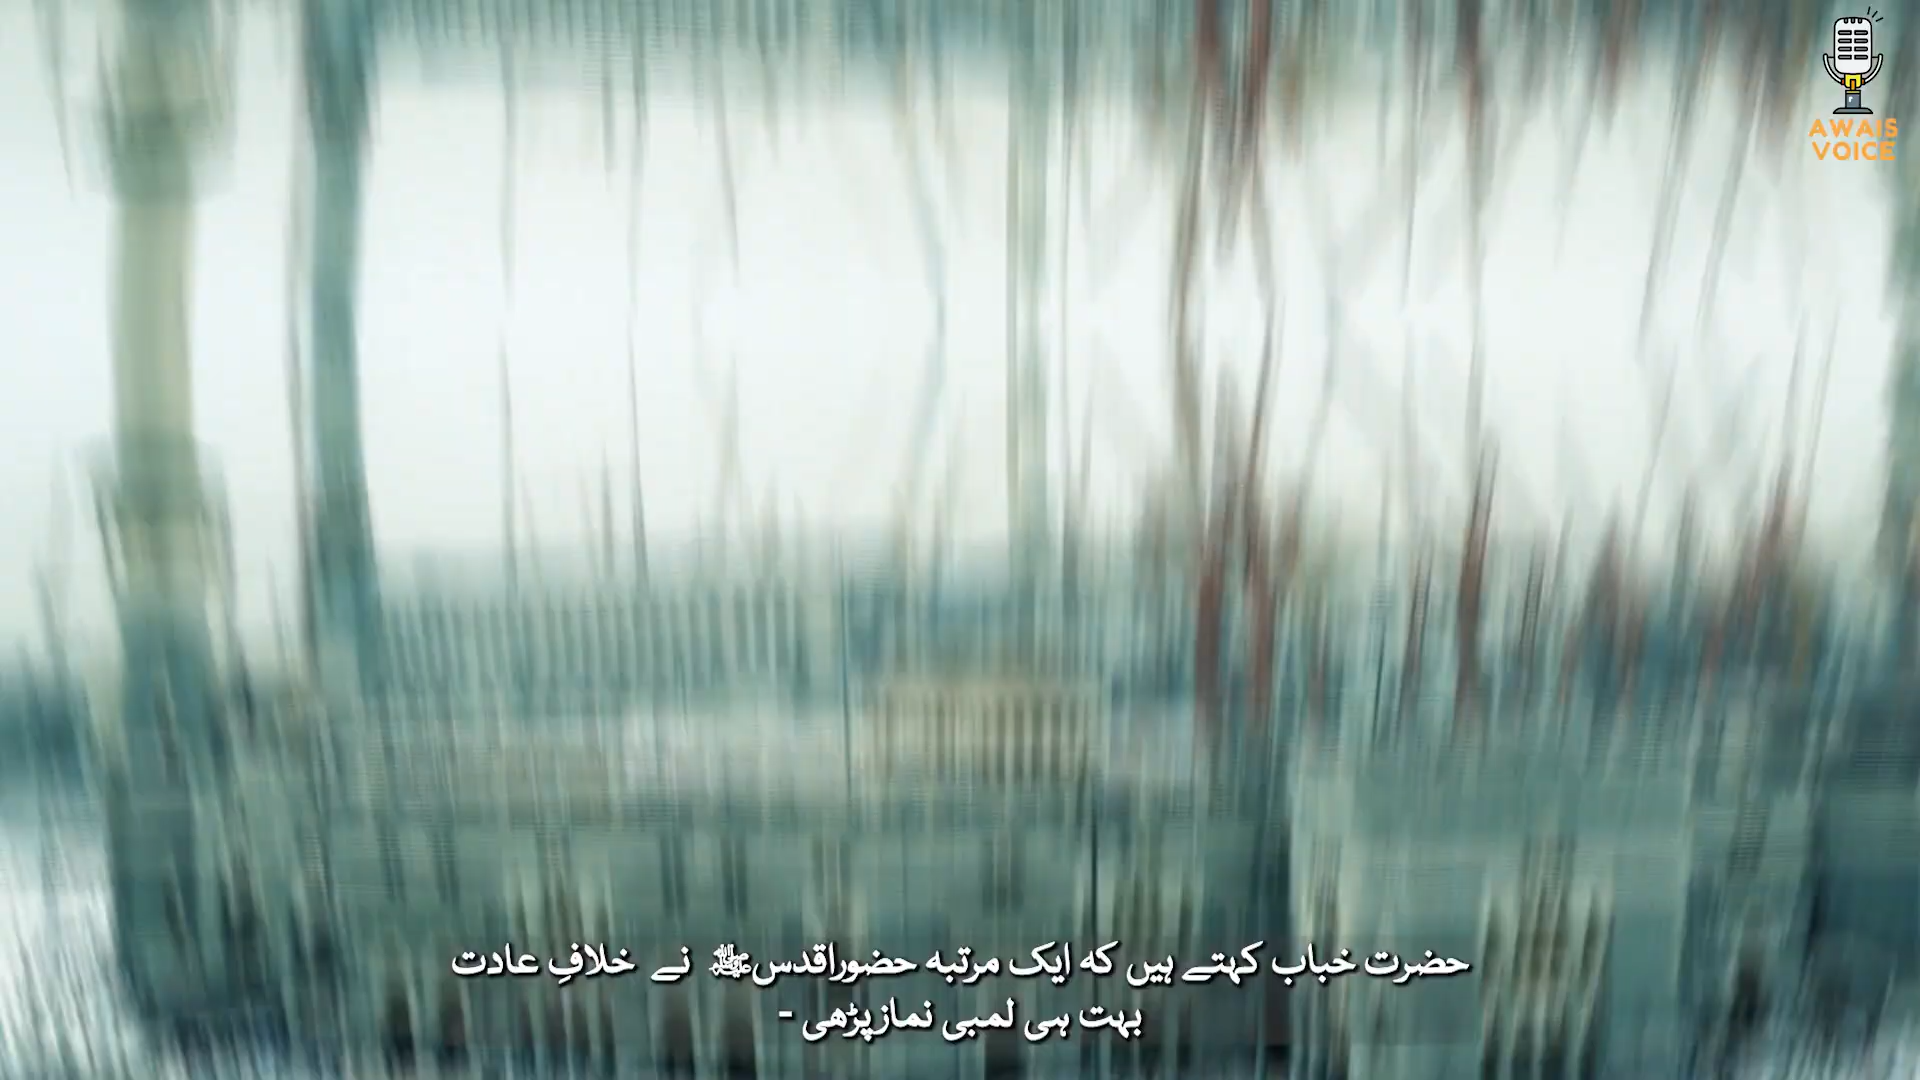 AWAIS
VOICE
حضرت خباب کہتے ہیں کہ ایک مرتبہ حضوراقدسﷺ نے خلافِ عادت
بہت ہی لمبی نمازپڑھی -